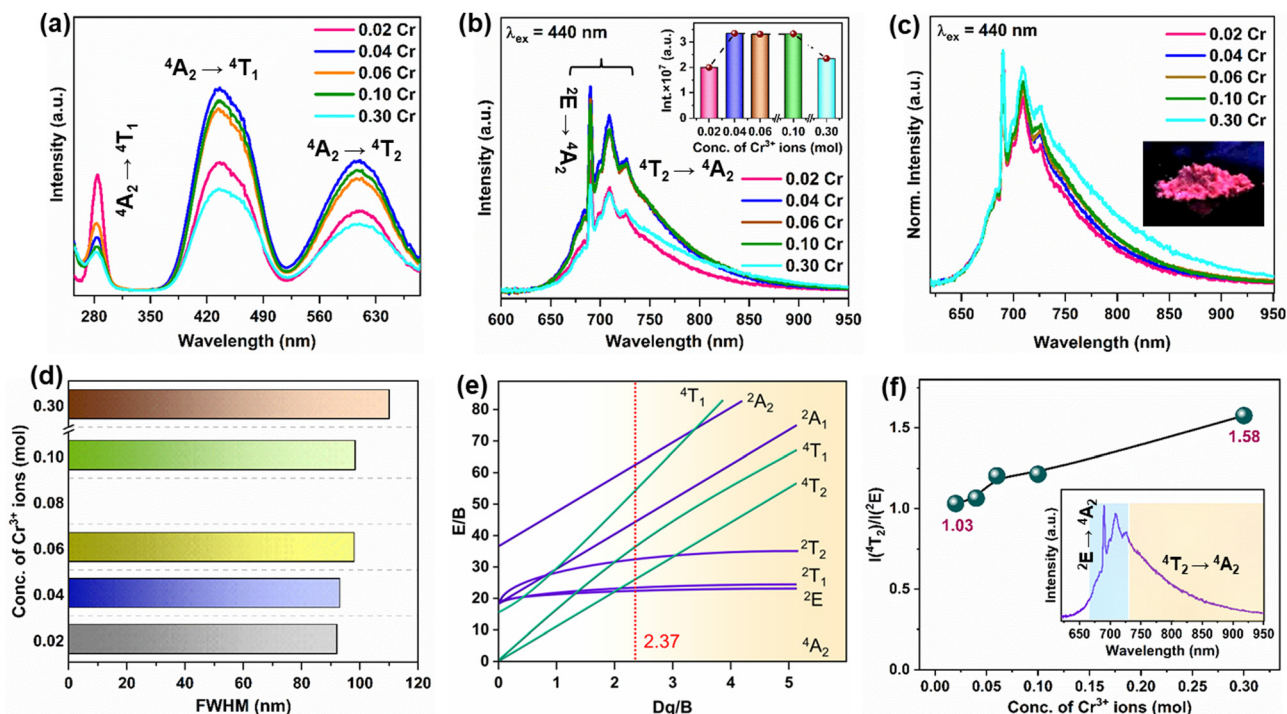 (a)
0.02 Cr
0.04 Cr
0.06 Cr
0.10 Cr
0.30 Cr
⁴A₂ → ⁴T₁
⁴A₂ → ⁴T₁
⁴A₂ → ⁴T₂
Intensity (a.u.)
280 350 420 490 560 630
Wavelength (nm)
(b)
λex = 440 nm
²E → ⁴A₂
⁴T₂ → ⁴A₂
Int.×10⁷ (a.u.)
3
2
1
0
0.02 0.04 0.06 0.10 0.30
Conc. of Cr³⁺ ions (mol)
0.02 Cr
0.04 Cr
0.06 Cr
0.10 Cr
0.30 Cr
Intensity (a.u.)
600 650 700 750 800 850 900 950
Wavelength (nm)
(c)
λex = 440 nm
0.02 Cr
0.04 Cr
0.06 Cr
0.10 Cr
0.30 Cr
Norm. Intensity (a.u.)
650 700 750 800 850 900 950
Wavelength (nm)
(d)
Conc. of Cr³⁺ ions (mol)
0.30
0.10
0.08
0.06
0.04
0.02
0 20 40 60 80 100 120
FWHM (nm)
(e)
E/B
80
70
60
50
40
30
20
10
0
⁴T₁
²A₂
²A₁
⁴T₁
⁴T₂
²T₂
²T₁
²E
2.37
⁴A₂
0 1 2 3 4 5
Dq/B
(f)
I(⁴T₂)/I(²E)
2.0
1.5
1.0
0.5
0.0
1.03
1.58
Intensity (a.u.)
²E → ⁴A₂
⁴T₂ → ⁴A₂
650 700 750 800 850 900 950
Wavelength (nm)
0.00 0.05 0.10 0.15 0.20 0.25 0.30
Conc. of Cr³⁺ ions (mol)